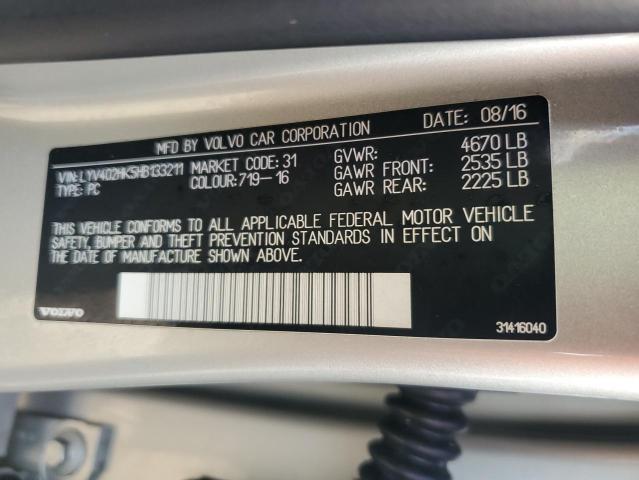 MFD BY VOLVO CAR CORPORATION DATE: 08/16
VIN: LYV402HK5HB133211 MARKET CODE: 31 GVWR: 4670 LB
TYPE: PC COLOUR: 719-16 GAWR FRONT: 2535 LB
GAWR REAR: 2225 LB
THIS VEHICLE CONFORMS TO ALL APPLICABLE FEDERAL MOTOR VEHICLE
SAFETY, BUMPER AND THEFT PREVENTION STANDARDS IN EFFECT ON
THE DATE OF MANUFACTURE SHOWN ABOVE.
VOLVO 31416040